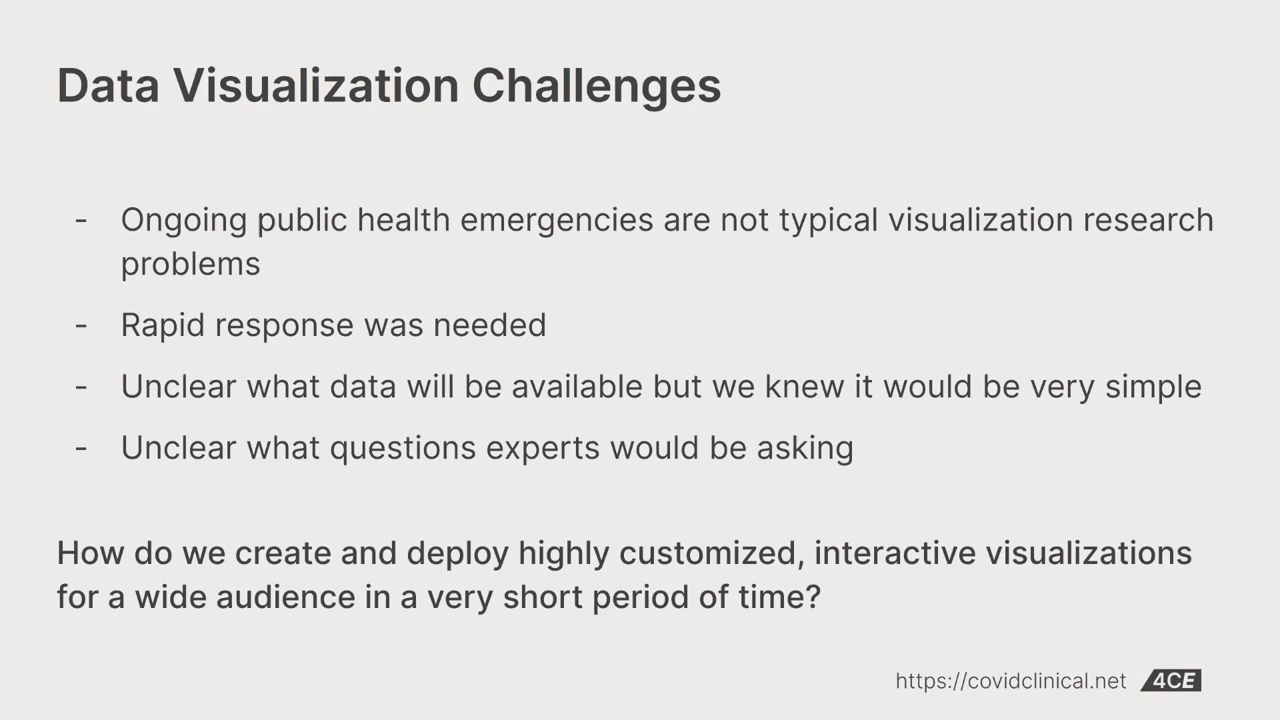 Data Visualization Challenges
- Ongoing public health emergencies are not typical visualization research
problems
- Rapid response was needed
- Unclear what data will be available but we knew it would be very simple
- Unclear what questions experts would be asking
How do we create and deploy highly customized, interactive visualizations
for a wide audience in a very short period of time?
https://covidclinical.net 4CE